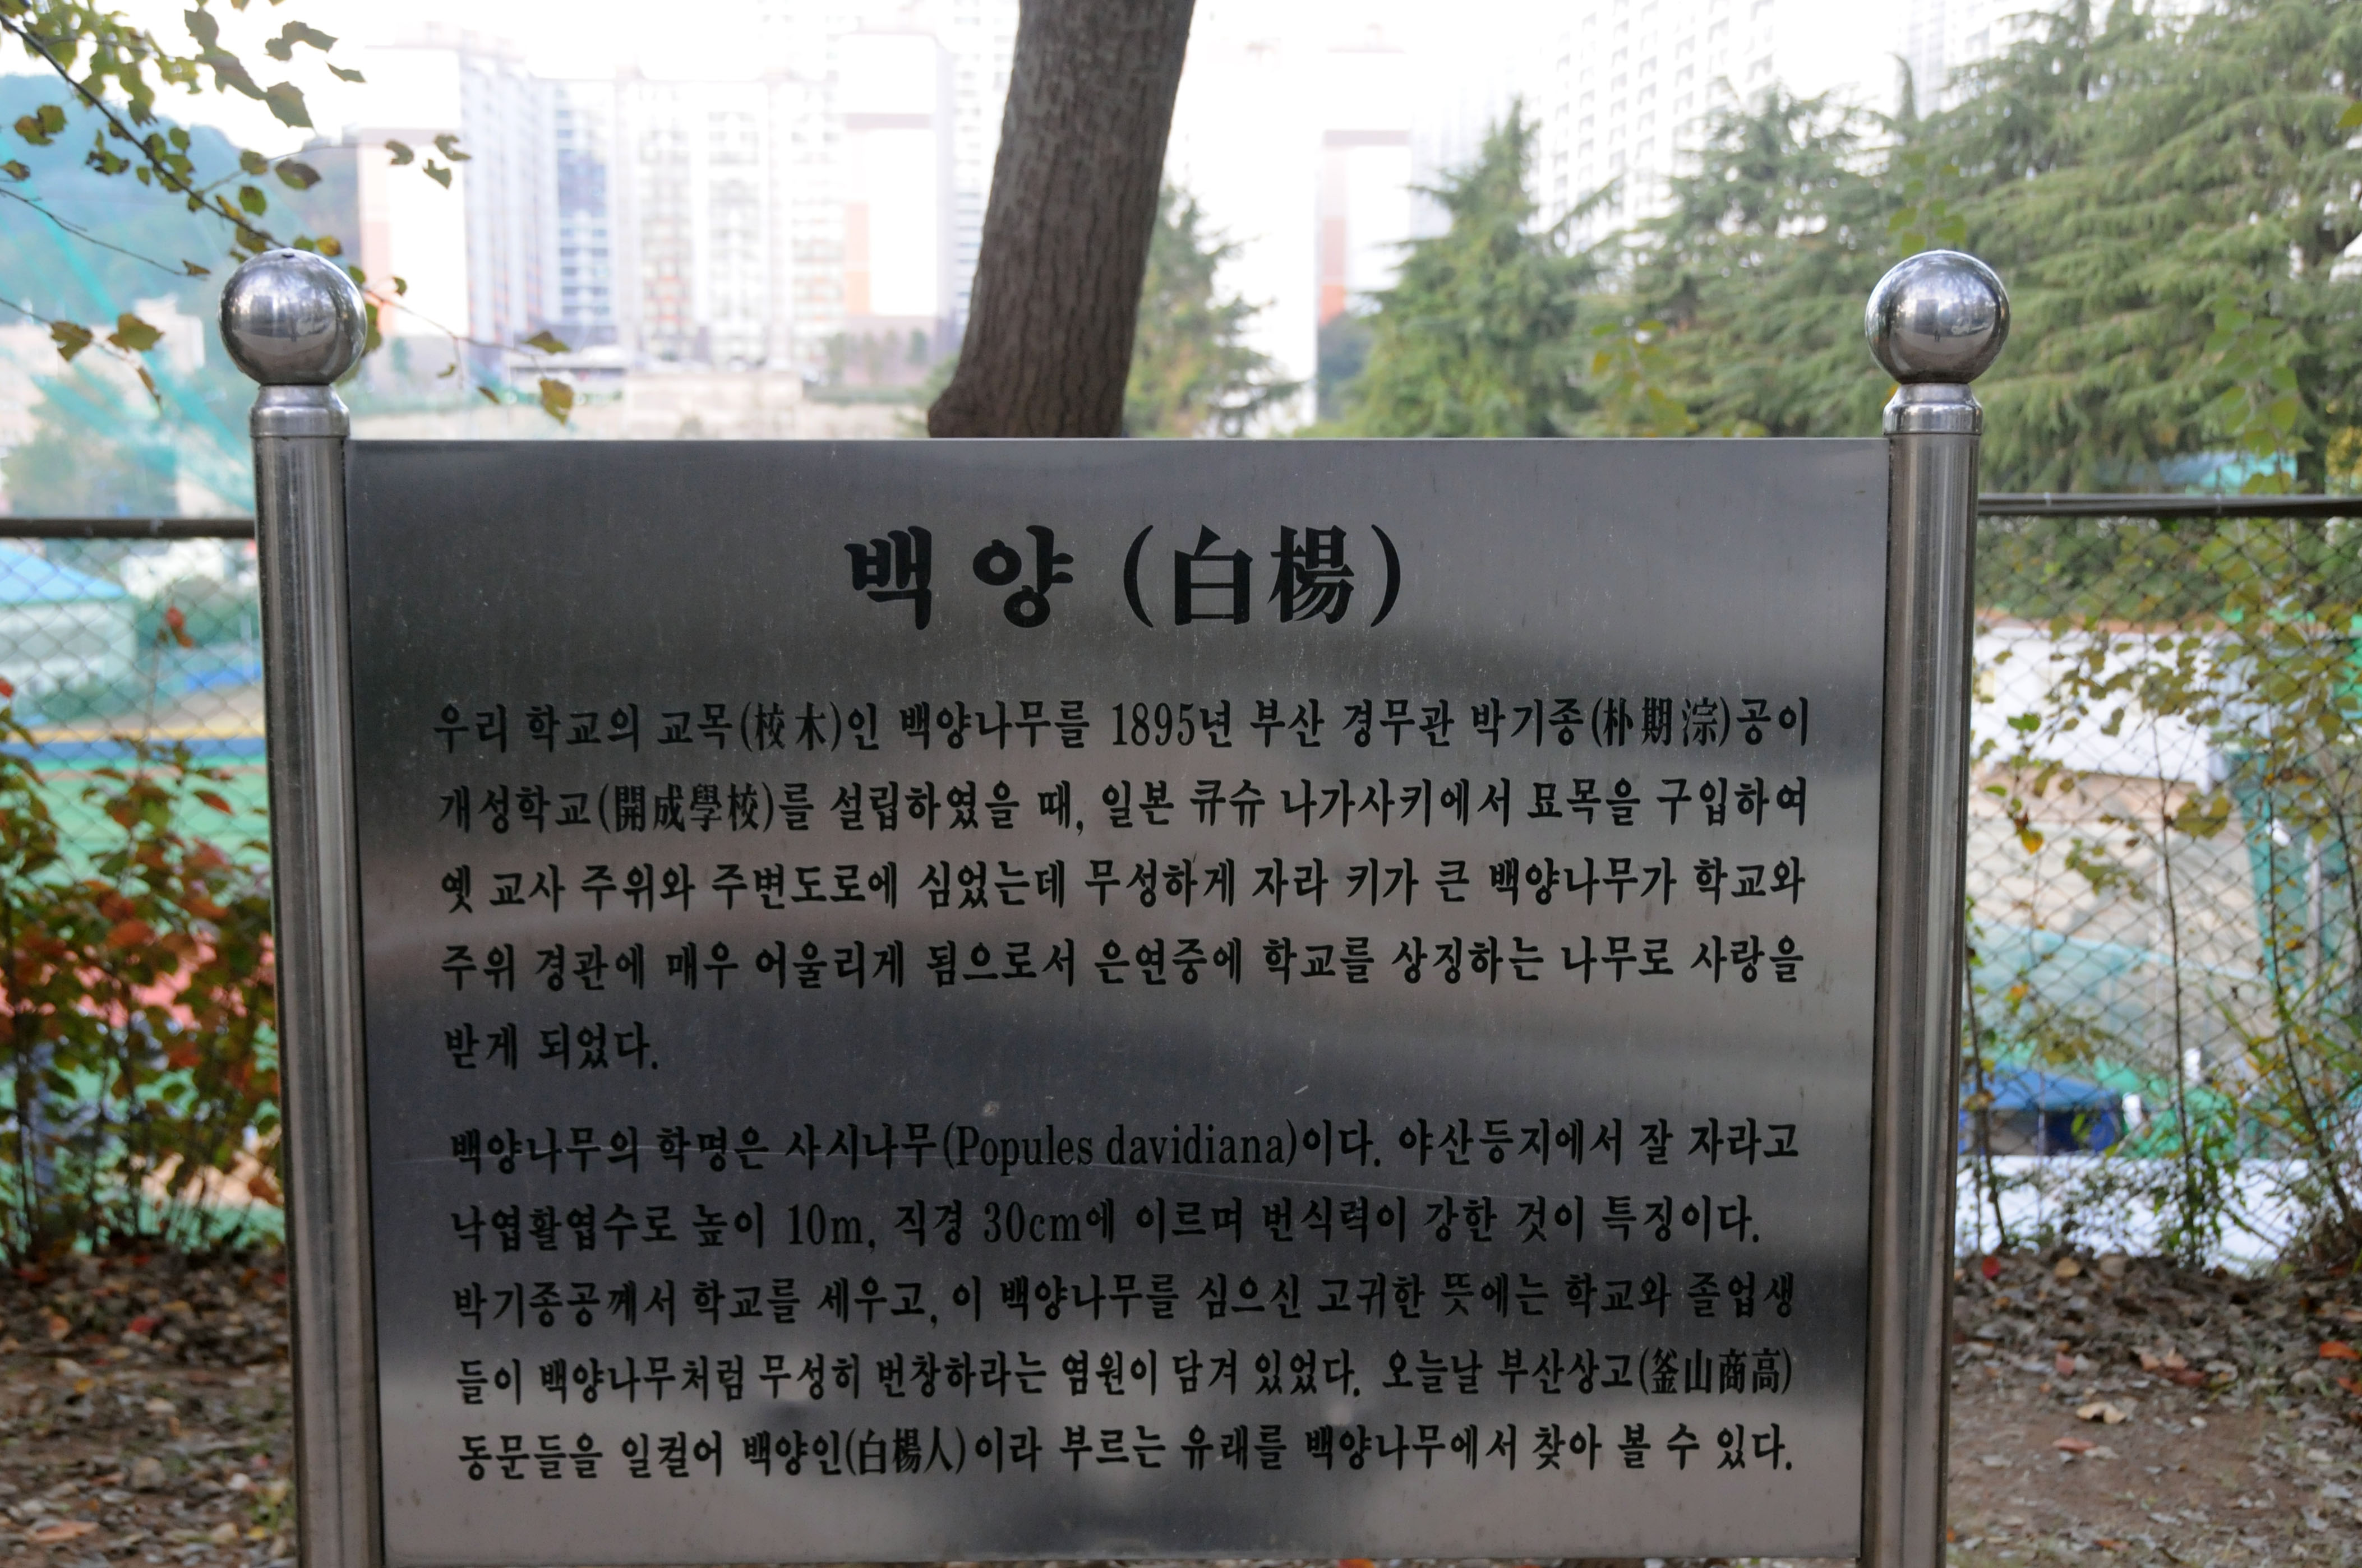 백양 (白楊)
우리 학교의 교목(校木)인 백양나무를 1895년 부산 경무관 박기종(朴期淙)공이
개성학교(開成學校)를 설립하였을 때, 일본 큐슈 나가사키에서 묘목을 구입하여
옛 교사 주위와 주변도로에 심었는데 무성하게 자라 키가 큰 백양나무가 학교와
주위 경관에 매우 어울리게 됨으로서 은연중에 학교를 상징하는 나무로 사랑을
받게 되었다.
백양나무의 학명은 사시나무(Popules davidiana)이다. 야산등지에서 잘 자라고
낙엽활엽수로 높이 10m, 직경 30cm에 이르며 번식력이 강한 것이 특징이다.
박기종공께서 학교를 세우고, 이 백양나무를 심으신 고귀한 뜻에는 학교와 졸업생
들이 백양나무처럼 무성히 번창하라는 염원이 담겨 있었다. 오늘날 부산상고(釜山商高)
동문들을 일컬어 백양인(白楊人)이라 부르는 유래를 백양나무에서 찾아 볼 수 있다.